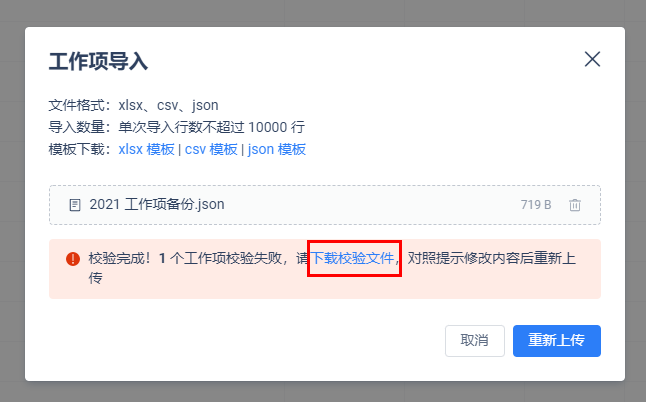 工作项导入
文件格式：xlsx、csv、json
导入数量：单次导入行数不超过 10000 行
模板下载：xlsx 模板 | csv 模板 | json 模板
2021 工作项备份.json 719 B
校验完成！1 个工作项校验失败，请下载校验文件，对照提示修改内容后重新上
传
取消 重新上传